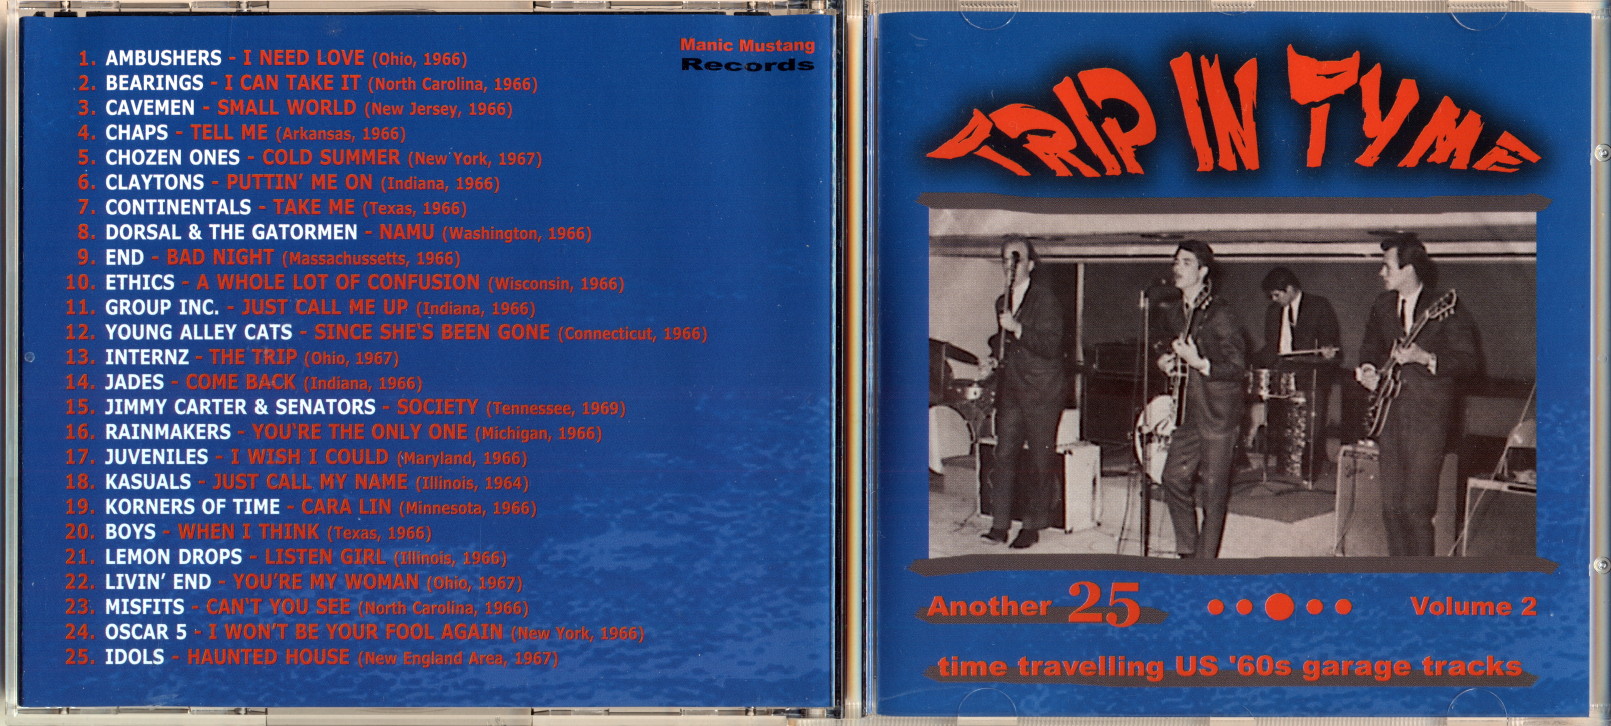 Manic Mustang
Records
1. AMBUSHERS - I NEED LOVE (Ohio, 1966)
2. BEARINGS - I CAN TAKE IT (North Carolina, 1966)
3. CAVEMEN - SMALL WORLD (New Jersey, 1966)
4. CHAPS - TELL ME (Arkansas, 1966)
5. CHOZEN ONES - COLD SUMMER (New York, 1967)
6. CLAYTONS - PUTTIN' ME ON (Indiana, 1966)
7. CONTINENTALS - TAKE ME (Texas, 1966)
8. DORSAL & THE GATORMEN - NAMU (Washington, 1966)
9. END - BAD NIGHT (Massachussetts, 1966)
10. ETHICS - A WHOLE LOT OF CONFUSION (Wisconsin, 1966)
11. GROUP INC. - JUST CALL ME UP (Indiana, 1966)
12. YOUNG ALLEY CATS - SINCE SHE'S BEEN GONE (Connecticut, 1966)
13. INTERNZ - THE TRIP (Ohio, 1967)
14. JADES - COME BACK (Indiana, 1966)
15. JIMMY CARTER & SENATORS - SOCIETY (Tennessee, 1969)
16. RAINMAKERS - YOU'RE THE ONLY ONE (Michigan, 1966)
17. JUVENILES - I WISH I COULD (Maryland, 1966)
18. KASUALS - JUST CALL MY NAME (Illinois, 1964)
19. KORNERS OF TIME - CARA LIN (Minnesota, 1966)
20. BOYS - WHEN I THINK (Texas, 1966)
21. LEMON DROPS - LISTEN GIRL (Illinois, 1966)
22. LIVIN' END - YOU'RE MY WOMAN (Ohio, 1967)
23. MISFITS - CAN'T YOU SEE (North Carolina, 1966)
24. OSCAR 5 - I WON'T BE YOUR FOOL AGAIN (New York, 1966)
25. IDOLS - HAUNTED HOUSE (New England Area, 1967)
TRIP IN TYME
Another 25 Volume 2
time travelling US '60s garage tracks